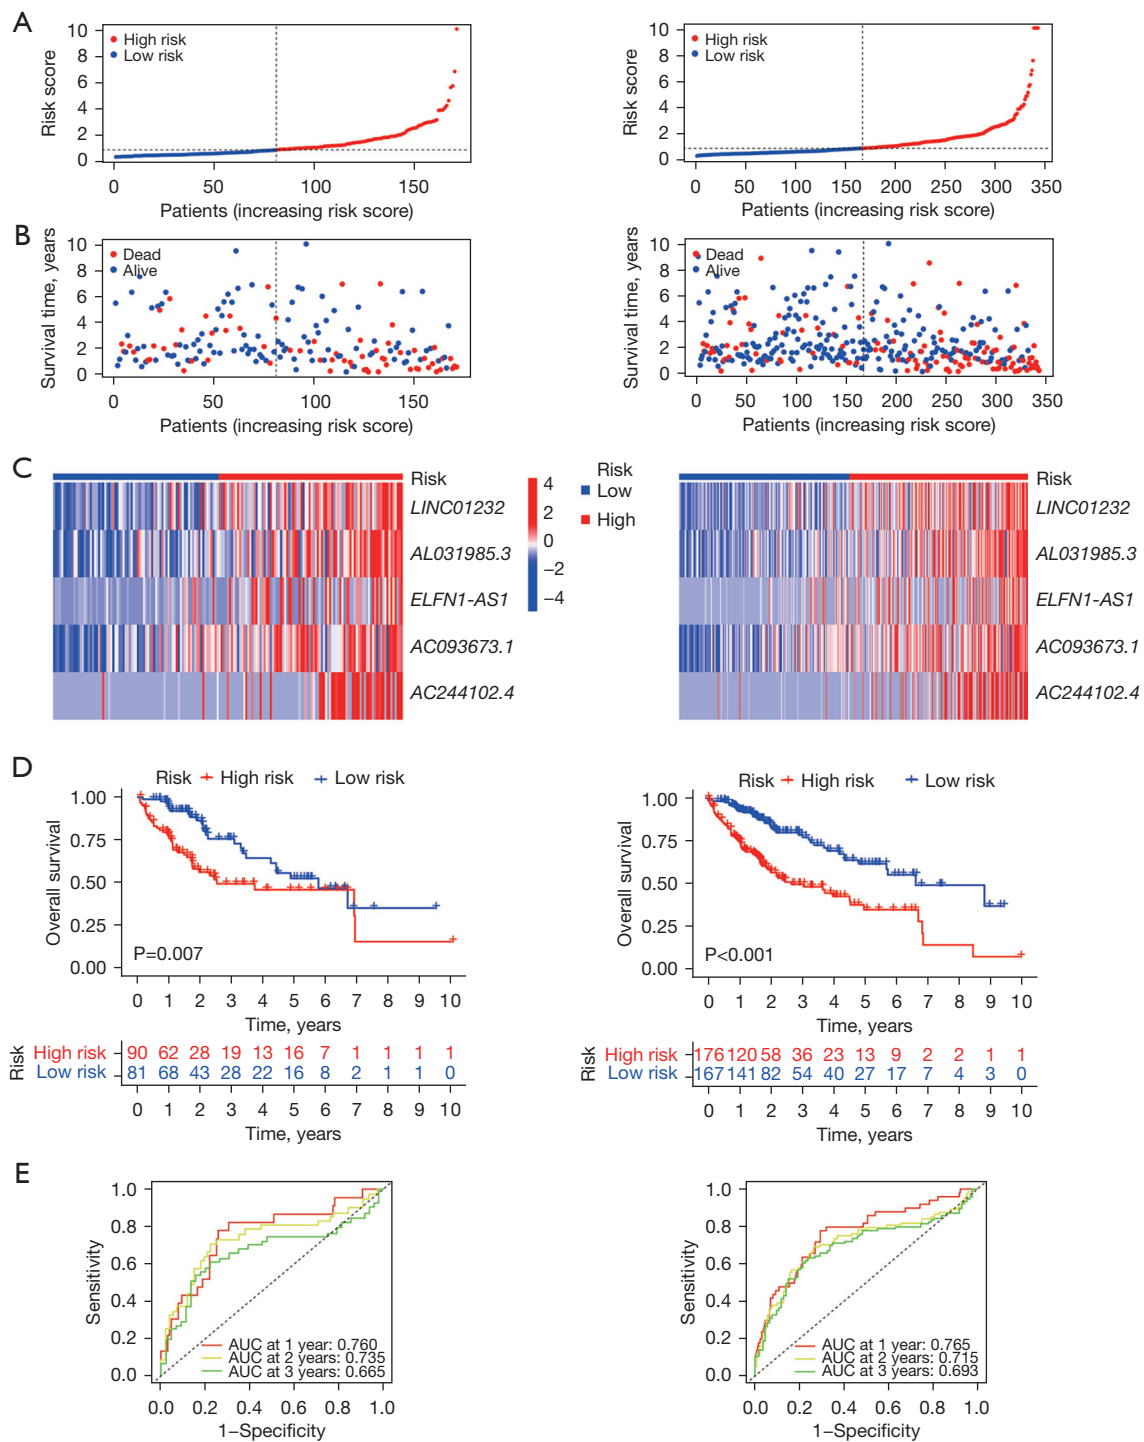 A
Risk score
10
8
6
4
2
0
High risk
Low risk
0 50 100 150
Patients (increasing risk score)
Risk score
10
8
6
4
2
0
High risk
Low risk
0 50 100 150 200 250 300 350
Patients (increasing risk score)
B
Survival time, years
10
8
6
4
2
0
Dead
Alive
0 50 100 150
Patients (increasing risk score)
Survival time, years
10
8
6
4
2
0
Dead
Alive
0 50 100 150 200 250 300 350
Patients (increasing risk score)
C
Risk
LINC01232
AL031985.3
ELFN1-AS1
AC093673.1
AC244102.4
4
2
0
−2
−4
Risk
Low
High
Risk
LINC01232
AL031985.3
ELFN1-AS1
AC093673.1
AC244102.4
D
Risk High risk Low risk
Overall survival
1.00
0.75
0.50
0.25
0.00
P=0.007
0 1 2 3 4 5 6 7 8 9 10
Time, years
Risk
High risk 90 62 28 19 13 16 7 1 1 1 1
Low risk 81 68 43 28 22 16 8 2 1 1 0
0 1 2 3 4 5 6 7 8 9 10
Time, years
Risk High risk Low risk
Overall survival
1.00
0.75
0.50
0.25
0.00
P<0.001
0 1 2 3 4 5 6 7 8 9 10
Time, years
Risk
High risk 176 120 58 36 23 13 9 2 2 1 1
Low risk 167 141 82 54 40 27 17 7 4 3 0
0 1 2 3 4 5 6 7 8 9 10
Time, years
E
Sensitivity
1.0
0.8
0.6
0.4
0.2
0.0
AUC at 1 year: 0.760
AUC at 2 years: 0.735
AUC at 3 years: 0.665
0.0 0.2 0.4 0.6 0.8 1.0
1−Specificity
Sensitivity
1.0
0.8
0.6
0.4
0.2
0.0
AUC at 1 year: 0.765
AUC at 2 years: 0.715
AUC at 3 years: 0.693
0.0 0.2 0.4 0.6 0.8 1.0
1−Specificity